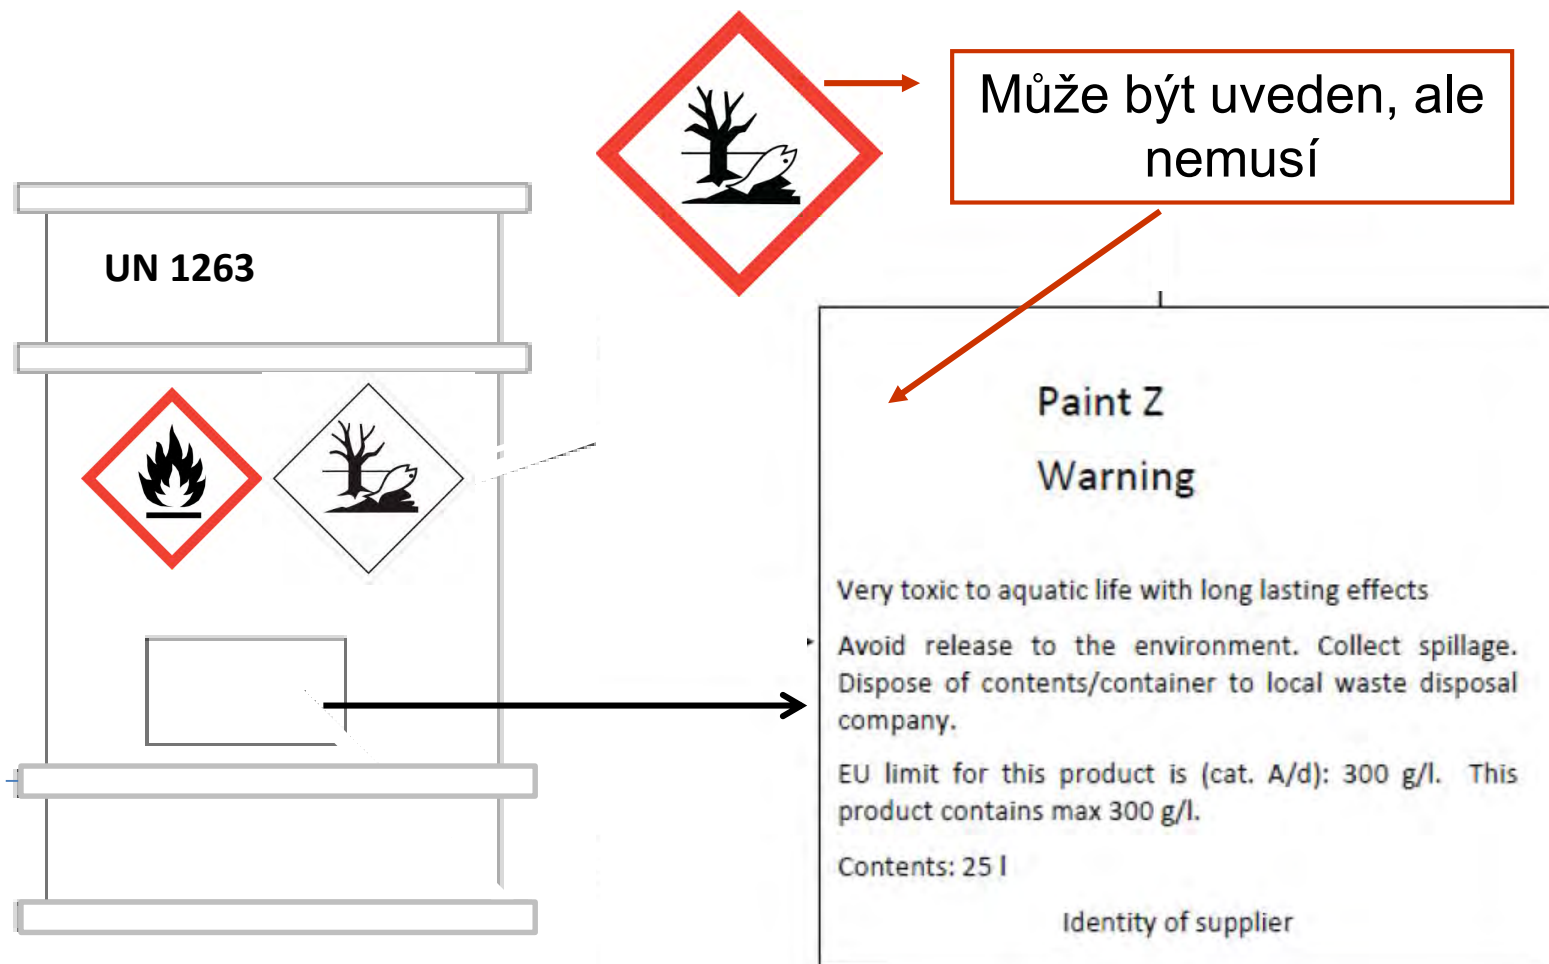 Může být uveden, ale
nemusí
UN 1263
Paint Z
Warning
Very toxic to aquatic life with long lasting effects
Avoid release to the environment. Collect spillage.
Dispose of contents/container to local waste disposal
company.
EU limit for this product is (cat. A/d): 300 g/l. This
product contains max 300 g/l.
Contents: 25 l
Identity of supplier